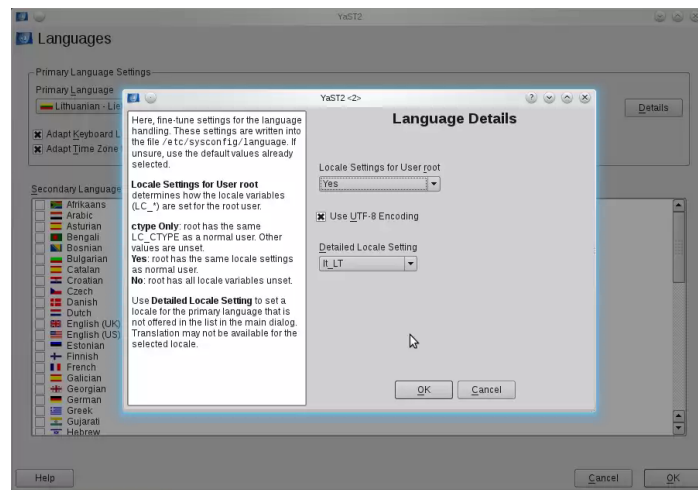 YaST2
Languages
Primary Language Settings
Primary Language
Lithuanian - Lie
Details
Adapt Keyboard L
Adapt Time Zone
Secondary Language
Afrikaans
Arabic
Asturian
Bengali
Bosnian
Bulgarian
Catalan
Croatian
Czech
Danish
Dutch
English (UK)
English (US)
Estonian
Finnish
French
Galician
Georgian
German
Greek
Gujarati
Hebrew
Help
Cancel
OK
YaST2 <2>
Here, fine-tune settings for the language
handling. These settings are written into
the file /etc/sysconfig/language. If
unsure, use the default values already
selected.
Locale Settings for User root
determines how the locale variables
(LC_*) are set for the root user.
ctype Only: root has the same
LC_CTYPE as a normal user. Other
values are unset.
Yes: root has the same locale settings
as normal user.
No: root has all locale variables unset.
Use Detailed Locale Setting to set a
locale for the primary language that is
not offered in the list in the main dialog.
Translation may not be available for the
selected locale.
Language Details
Locale Settings for User root
Yes
Use UTF-8 Encoding
Detailed Locale Setting
lt_LT
OK
Cancel